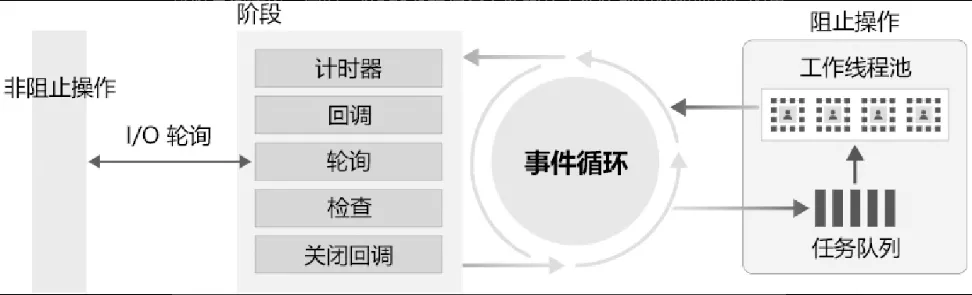 非阻止操作
I/O 轮询
阶段
计时器
回调
轮询
检查
关闭回调
事件循环
阻止操作
工作线程池
任务队列